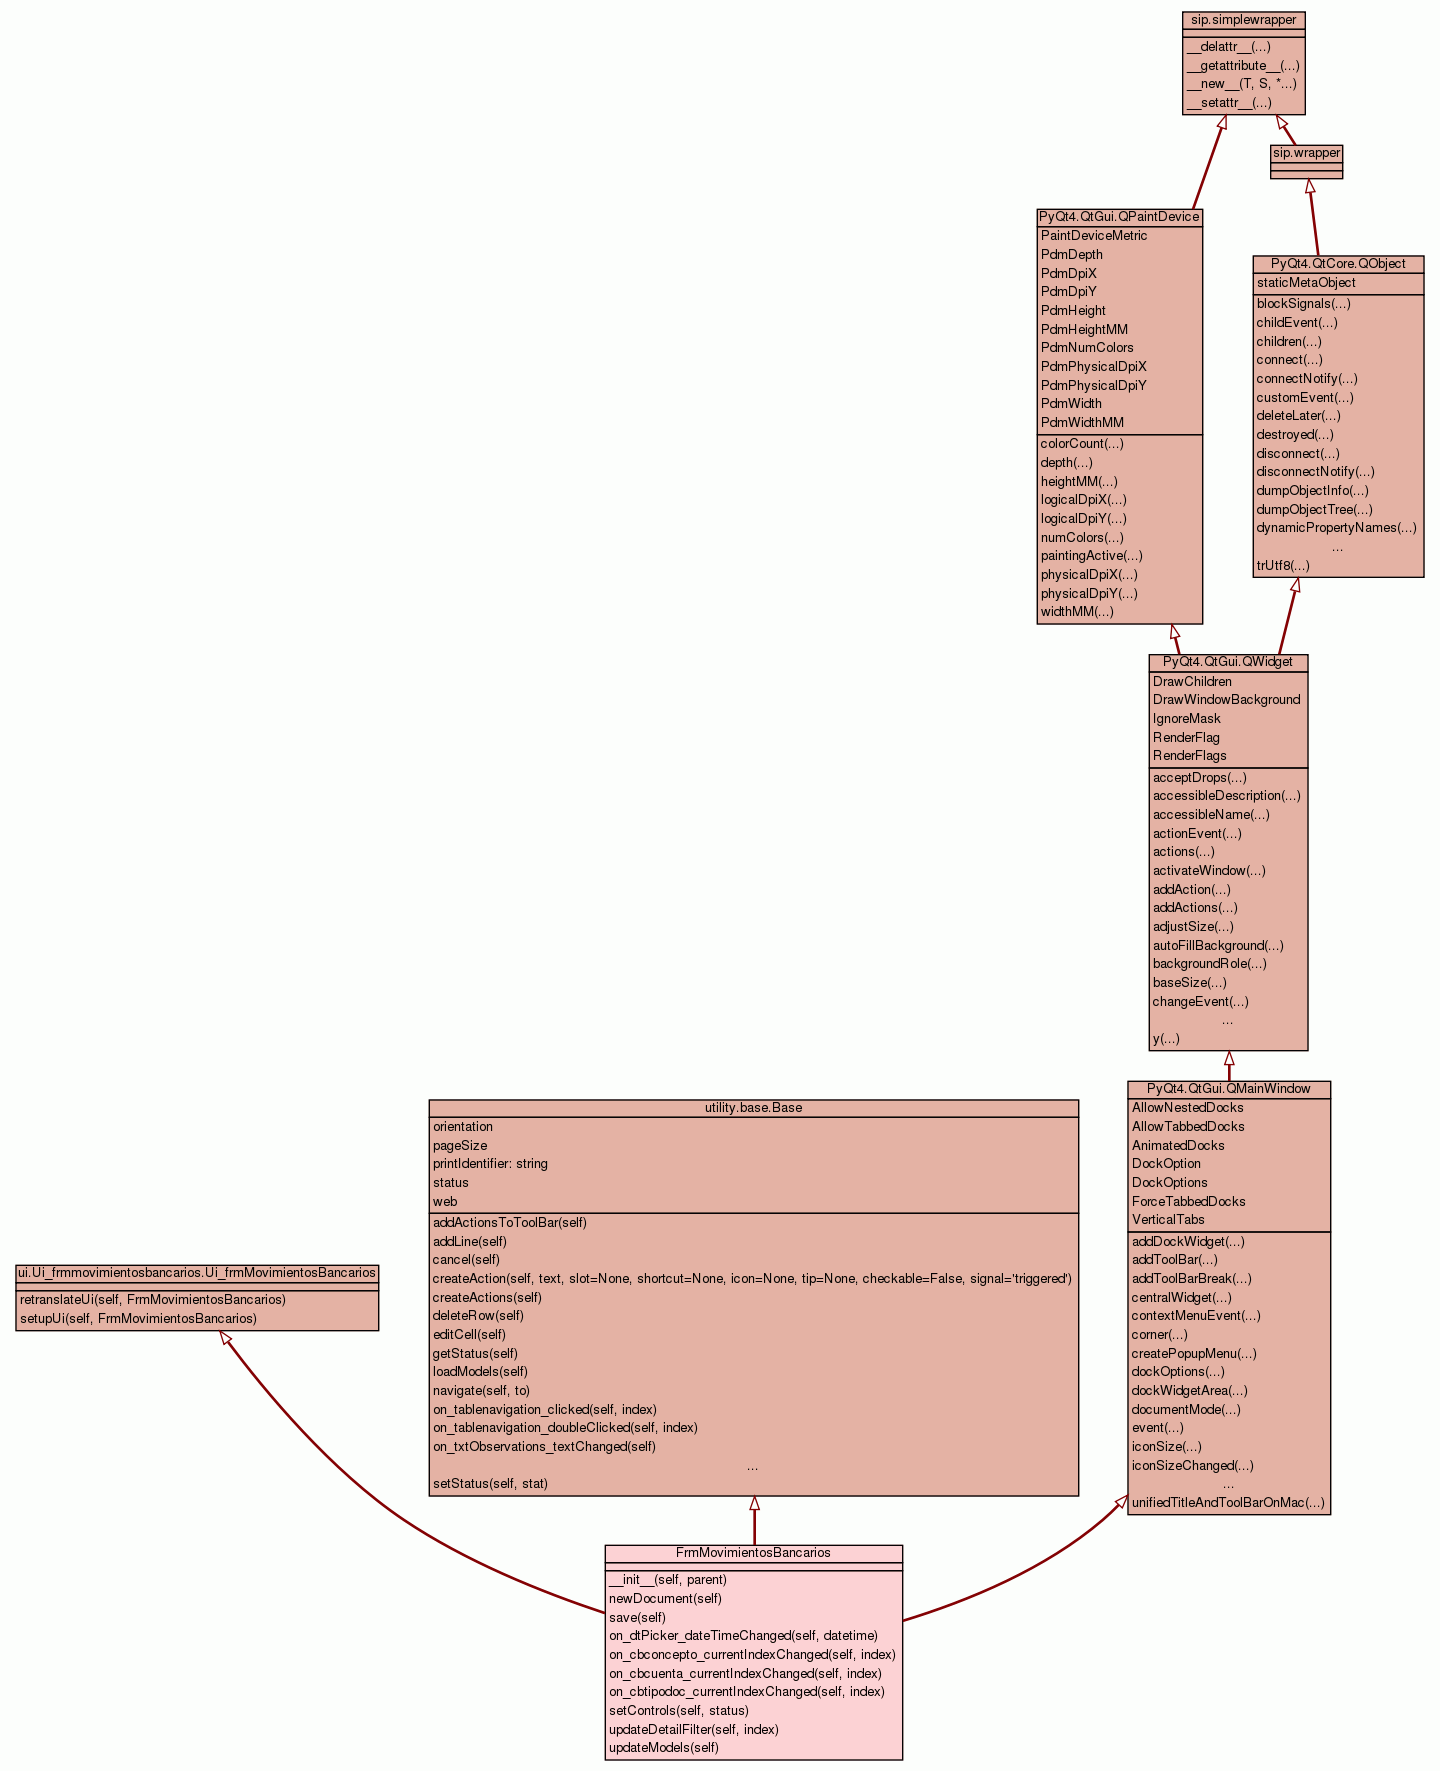 sip.simplewrapper
__delattr__(...)
__getattribute__(...)
__new__(T, S, *...)
__setattr__(...)
sip.wrapper
PyQt4.QtGui.QPaintDevice
PaintDeviceMetric
PdmDepth
PdmDpiX
PdmDpiY
PdmHeight
PdmHeightMM
PdmNumColors
PdmPhysicalDpiX
PdmPhysicalDpiY
PdmWidth
PdmWidthMM
colorCount(...)
depth(...)
heightMM(...)
logicalDpiX(...)
logicalDpiY(...)
numColors(...)
paintingActive(...)
physicalDpiX(...)
physicalDpiY(...)
widthMM(...)
PyQt4.QtCore.QObject
staticMetaObject
blockSignals(...)
childEvent(...)
children(...)
connect(...)
connectNotify(...)
customEvent(...)
deleteLater(...)
destroyed(...)
disconnect(...)
disconnectNotify(...)
dumpObjectInfo(...)
dumpObjectTree(...)
dynamicPropertyNames(...)
...
trUtf8(...)
PyQt4.QtGui.QWidget
DrawChildren
DrawWindowBackground
IgnoreMask
RenderFlag
RenderFlags
acceptDrops(...)
accessibleDescription(...)
accessibleName(...)
actionEvent(...)
actions(...)
activateWindow(...)
addAction(...)
addActions(...)
adjustSize(...)
autoFillBackground(...)
backgroundRole(...)
baseSize(...)
changeEvent(...)
...
y(...)
PyQt4.QtGui.QMainWindow
AllowNestedDocks
AllowTabbedDocks
AnimatedDocks
DockOption
DockOptions
ForceTabbedDocks
VerticalTabs
addDockWidget(...)
addToolBar(...)
addToolBarBreak(...)
centralWidget(...)
contextMenuEvent(...)
corner(...)
createPopupMenu(...)
dockOptions(...)
dockWidgetArea(...)
documentMode(...)
event(...)
iconSize(...)
iconSizeChanged(...)
...
unifiedTitleAndToolBarOnMac(...)
utility.base.Base
orientation
pageSize
printIdentifier: string
status
web
addActionsToToolBar(self)
addLine(self)
cancel(self)
createAction(self, text, slot=None, shortcut=None, icon=None, tip=None, checkable=False, signal='triggered')
createActions(self)
deleteRow(self)
editCell(self)
getStatus(self)
loadModels(self)
navigate(self, to)
on_tablenavigation_clicked(self, index)
on_tablenavigation_doubleClicked(self, index)
on_txtObservations_textChanged(self)
...
setStatus(self, stat)
ui.Ui_frmmovimientosbancarios.Ui_frmMovimientosBancarios
retranslateUi(self, FrmMovimientosBancarios)
setupUi(self, FrmMovimientosBancarios)
FrmMovimientosBancarios
__init__(self, parent)
newDocument(self)
save(self)
on_dtPicker_dateTimeChanged(self, datetime)
on_cbconcepto_currentIndexChanged(self, index)
on_cbcuenta_currentIndexChanged(self, index)
on_cbtipodoc_currentIndexChanged(self, index)
setControls(self, status)
updateDetailFilter(self, index)
updateModels(self)